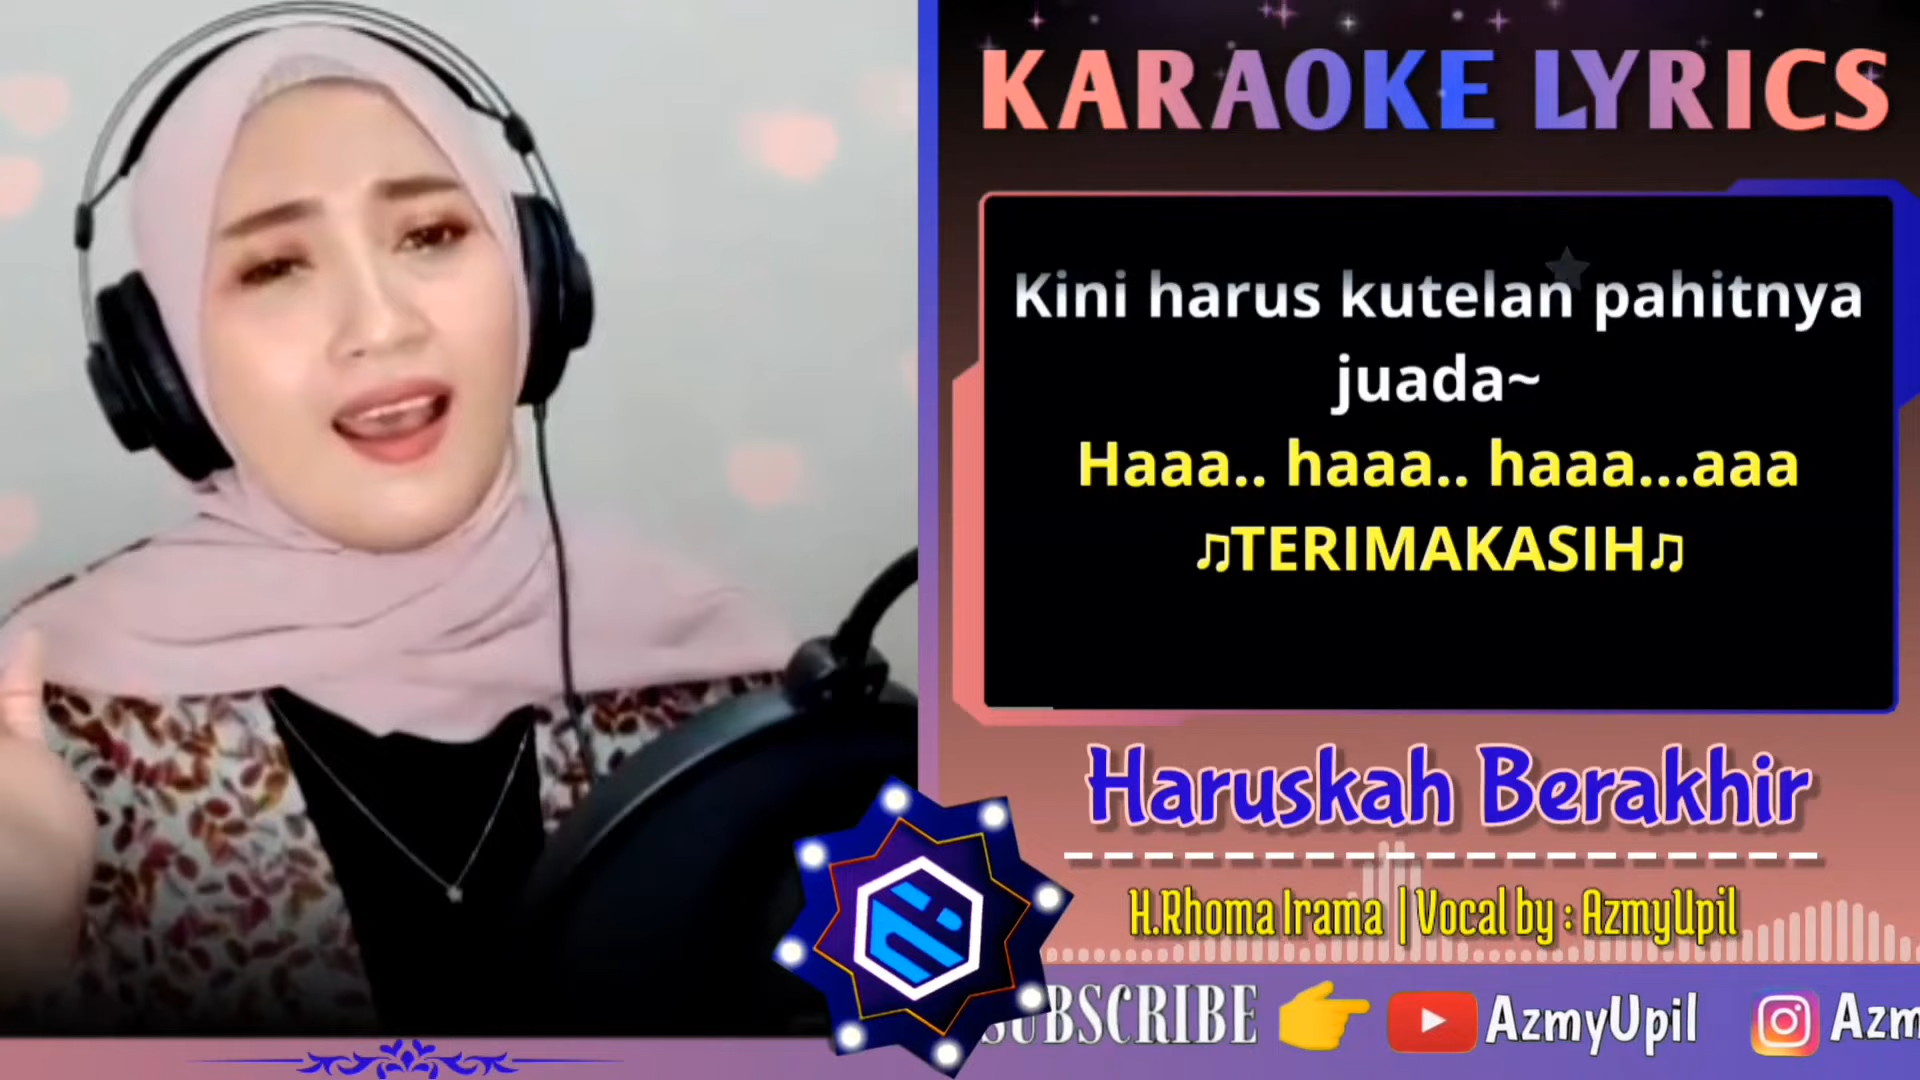 KARAOKE LYRICS
Kini harus kutelan pahitnya
juada~
Haaa.. haaa.. haaa...aaa
♫TERIMAKASIH♫
Haruskah Berakhir
H.Rhoma Irama | Vocal by : AzmyUpil
SUBSCRIBE 👉 AzmyUpil Azm